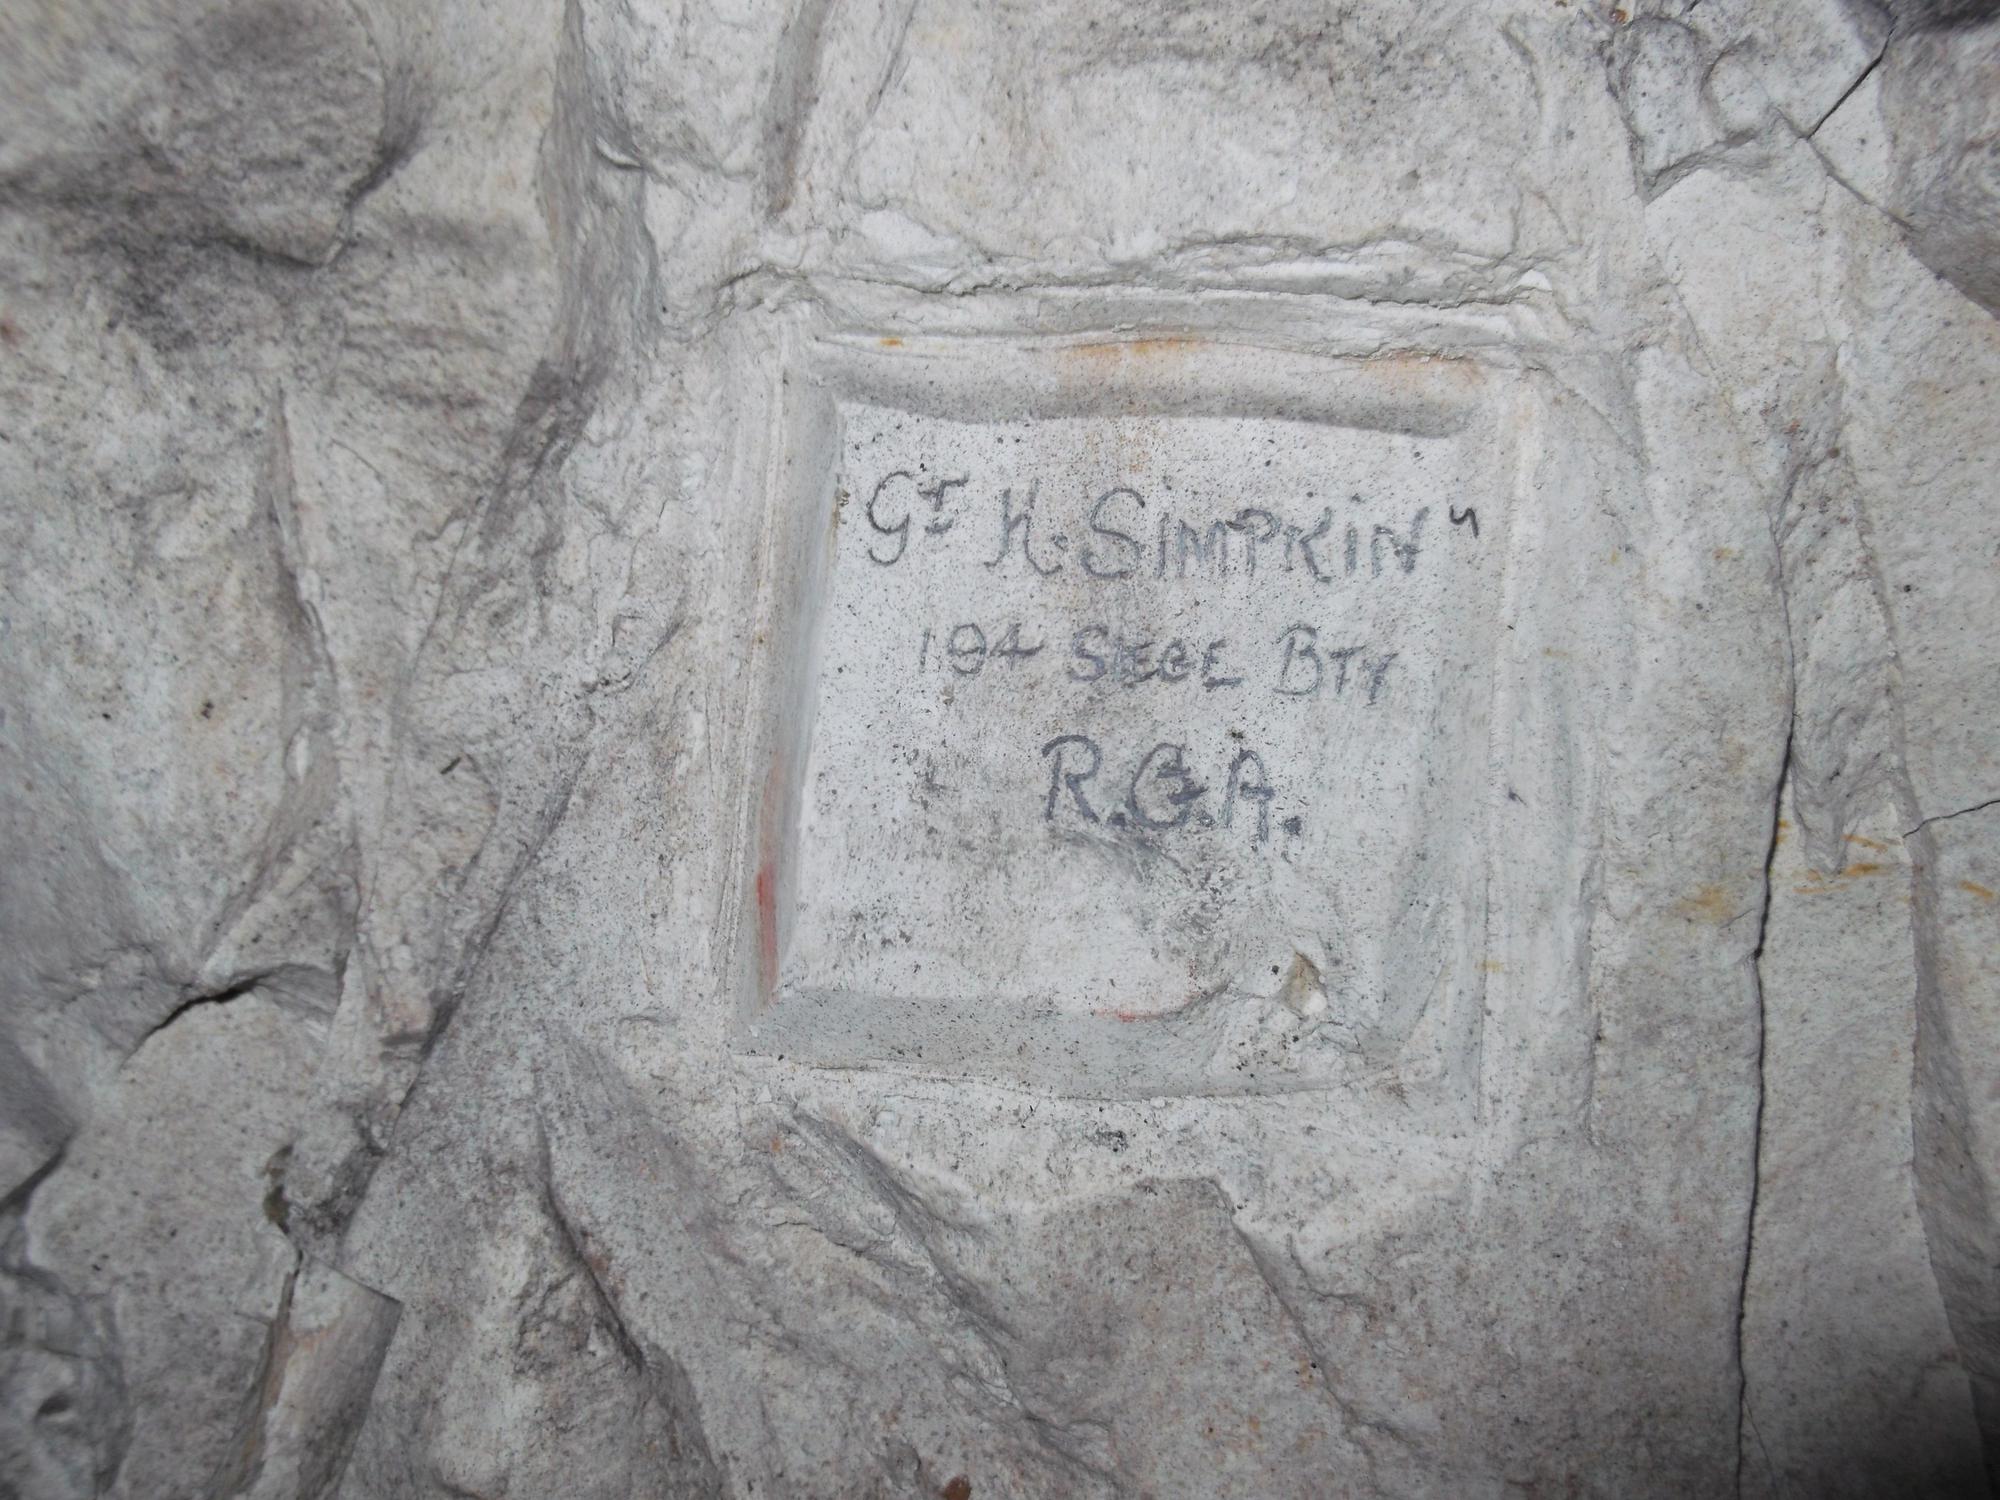 Gr H. SIMPKIN"
194 SIEGE BTY
R.G.A.